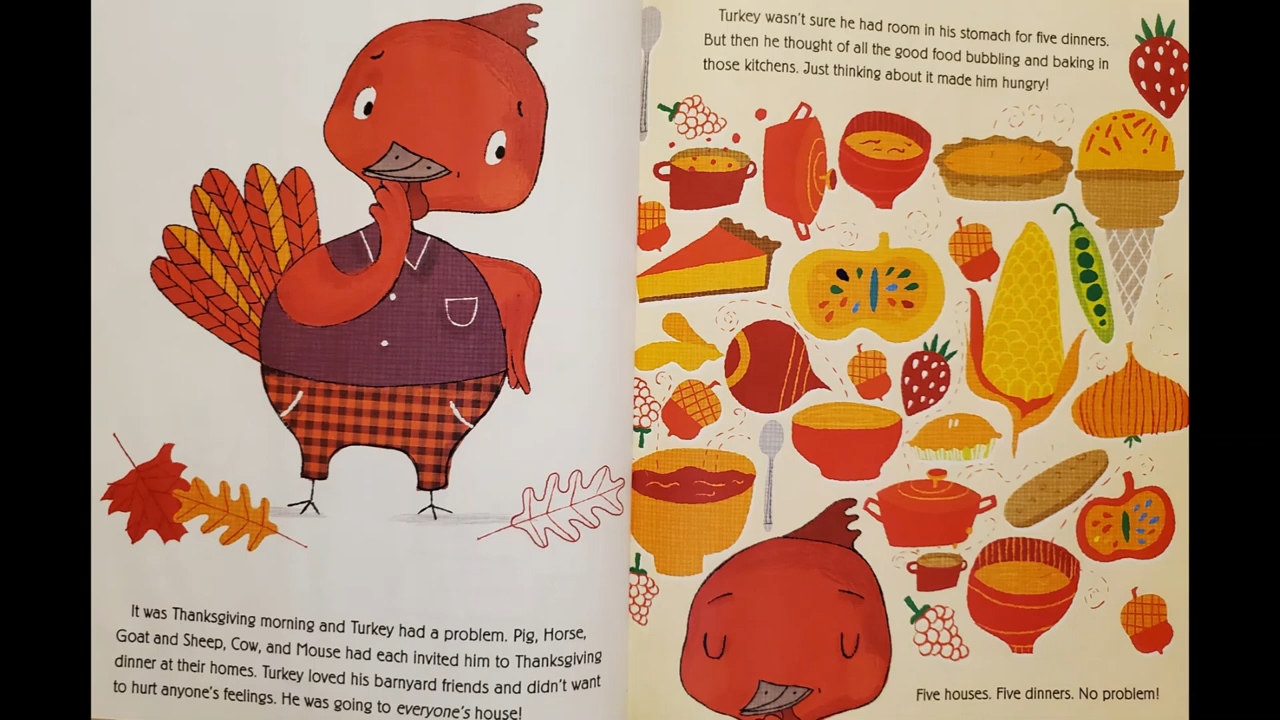 It was Thanksgiving morning and Turkey had a problem. Pig, Horse,
Goat and Sheep, Cow, and Mouse had each invited him to Thanksgiving
dinner at their homes. Turkey loved his barnyard friends and didn't want
to hurt anyone's feelings. He was going to everyone's house!
Turkey wasn't sure he had room in his stomach for five dinners.
But then he thought of all the good food bubbling and baking in
those kitchens. Just thinking about it made him hungry!
Five houses. Five dinners. No problem!